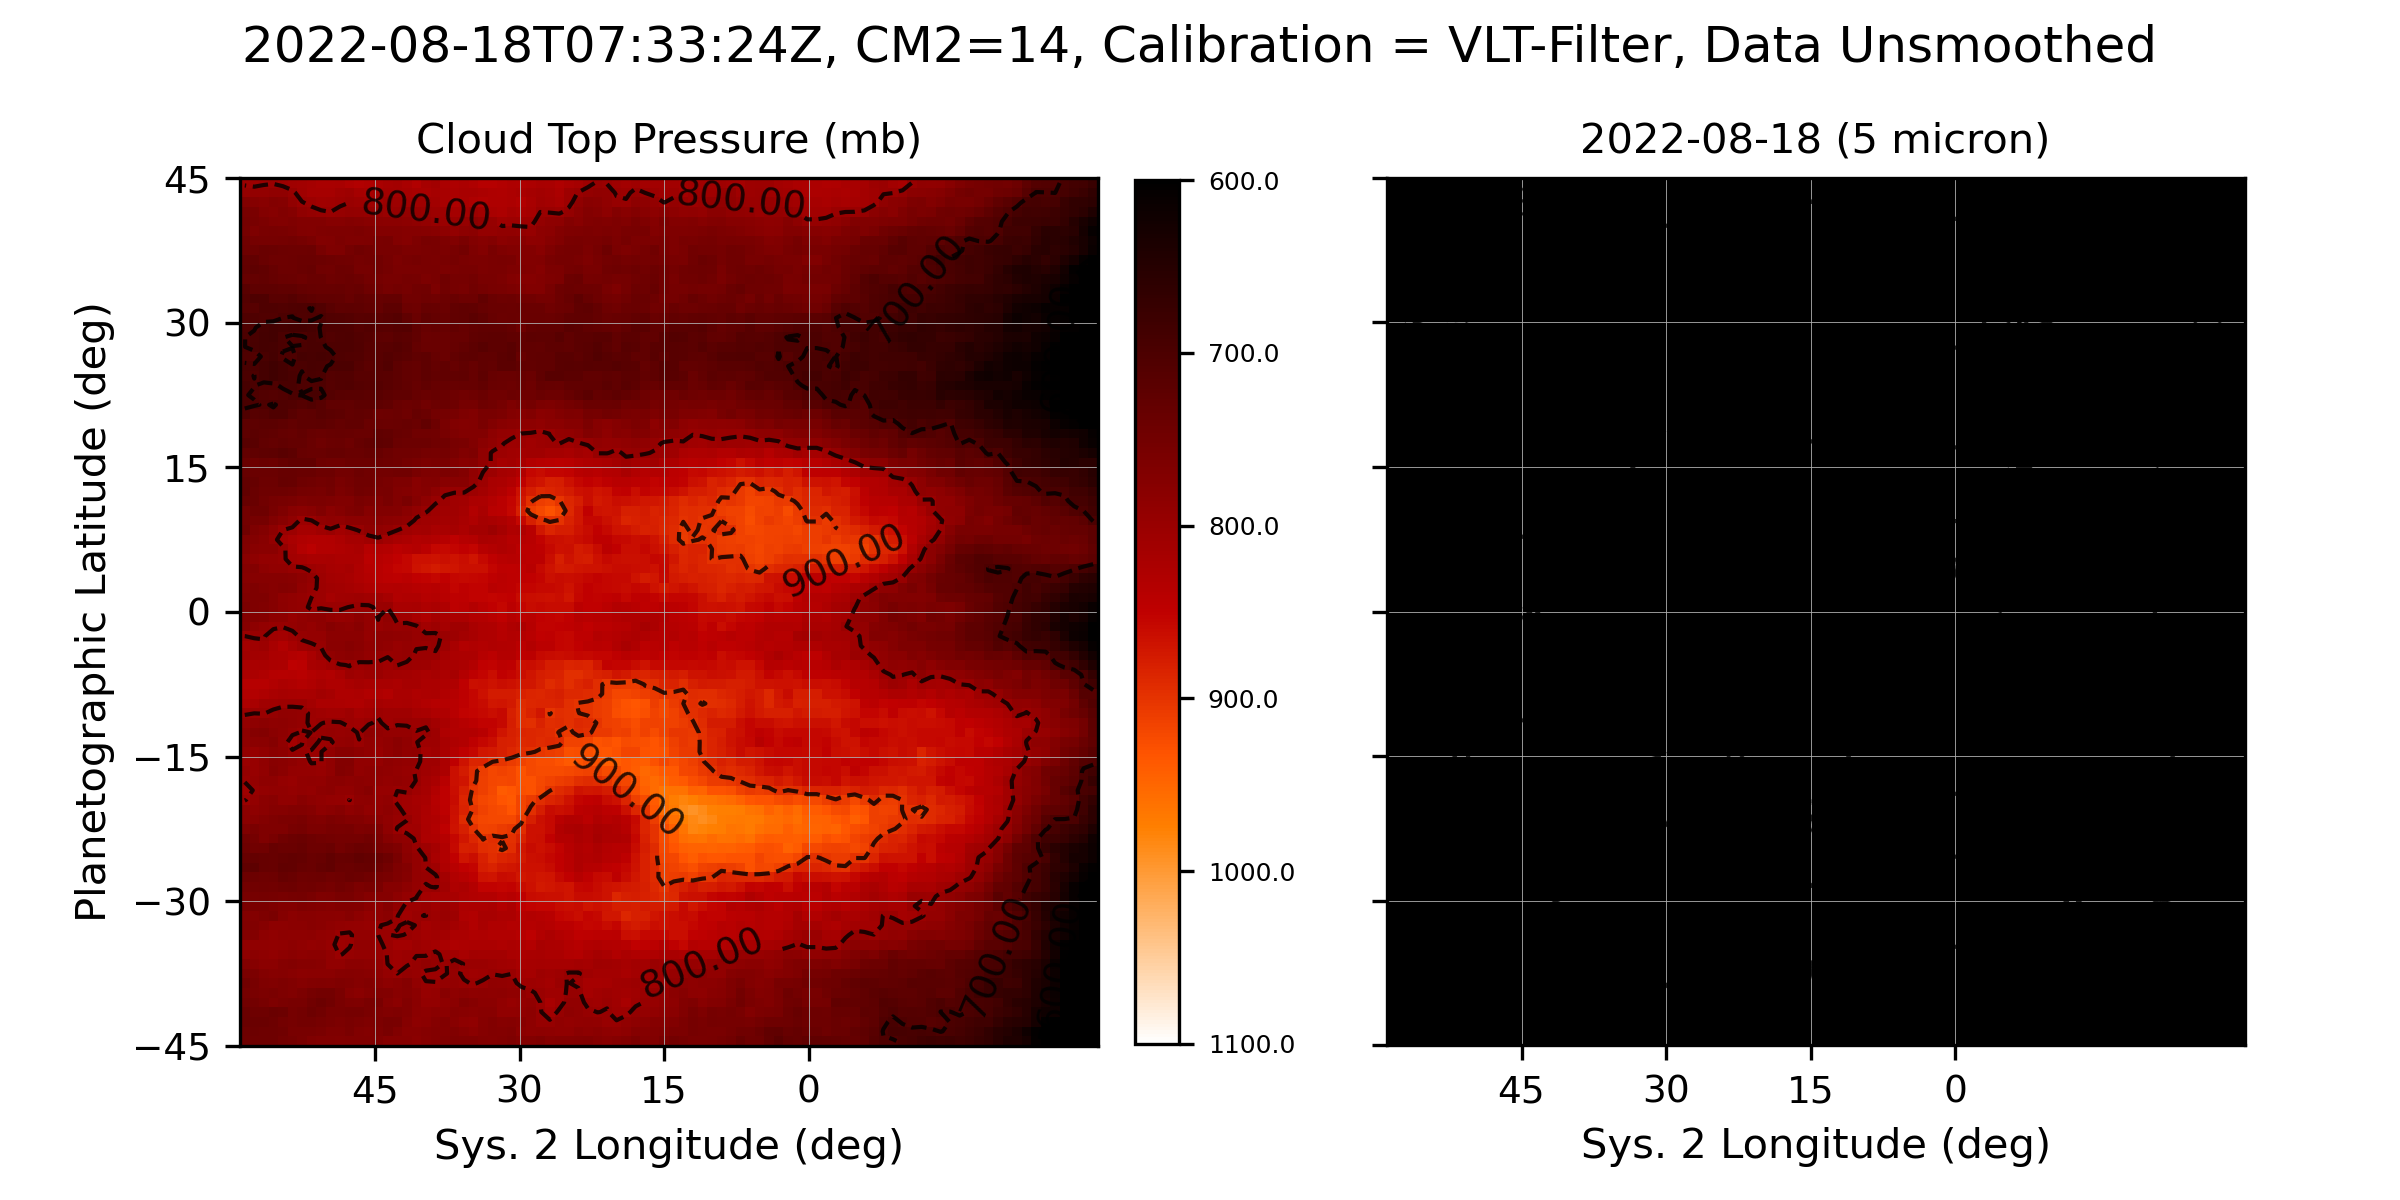 2022-08-18T07:33:24Z, CM2=14, Calibration = VLT-Filter, Data Unsmoothed
Cloud Top Pressure (mb)
2022-08-18 (5 micron)
Planetographic Latitude (deg)
45
30
15
0
−15
−30
−45
800.00
800.00
700.00
900.00
900.00
800.00
700.00
600.0
700.0
800.0
900.0
1000.0
1100.0
45 30 15 0
45 30 15 0
Sys. 2 Longitude (deg)
Sys. 2 Longitude (deg)